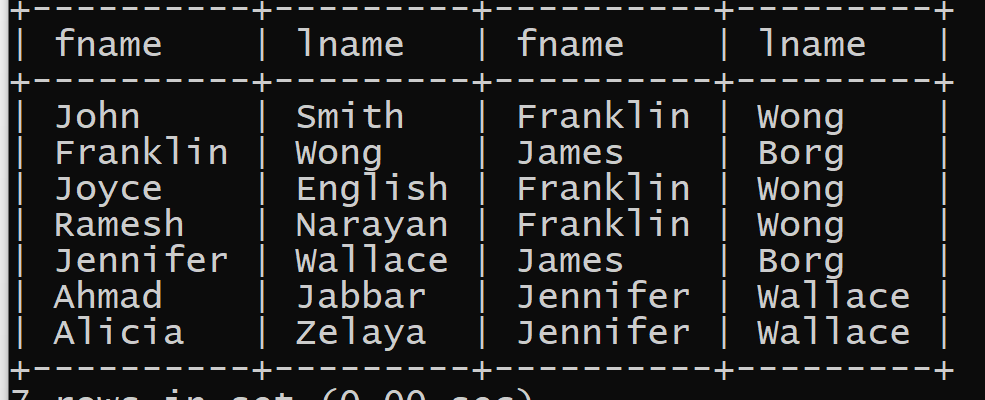 +----------+---------+----------+---------+
| fname    | lname   | fname    | lname   |
+----------+---------+----------+---------+
| John     | Smith   | Franklin | Wong    |
| Franklin | Wong    | James    | Borg    |
| Joyce    | English | Franklin | Wong    |
| Ramesh   | Narayan | Franklin | Wong    |
| Jennifer | Wallace | James    | Borg    |
| Ahmad    | Jabbar  | Jennifer | Wallace |
| Alicia   | Zelaya  | Jennifer | Wallace |
+----------+---------+----------+---------+
7 rows in set (0.00 sec)